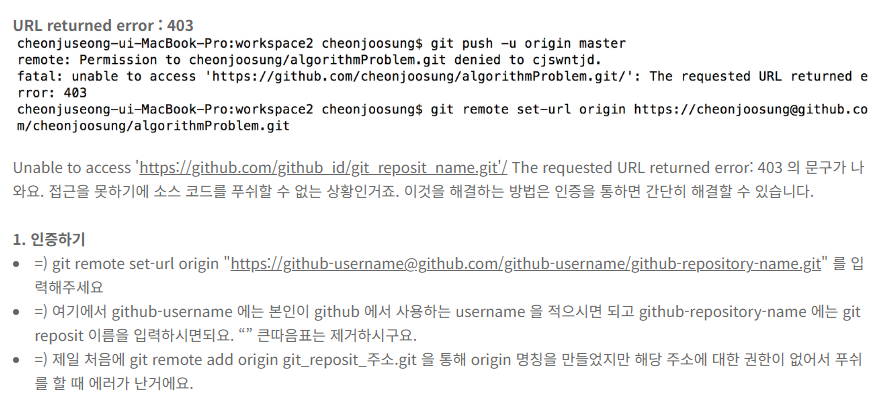 URL returned error : 403
cheonjuseong-ui-MacBook-Pro:workspace2 cheonjoosung$ git push -u origin master
remote: Permission to cheonjoosung/algorithmProblem.git denied to cjswntjd.
fatal: unable to access 'https://github.com/cheonjoosung/algorithmProblem.git/': The requested URL returned e
rror: 403
cheonjuseong-ui-MacBook-Pro:workspace2 cheonjoosung$ git remote set-url origin https://cheonjoosung@github.co
m/cheonjoosung/algorithmProblem.git
Unable to access 'https://github.com/github_id/git_reposit_name.git'/ The requested URL returned error: 403 의 문구가 나
와요. 접근을 못하기에 소스 코드를 푸쉬할 수 없는 상황인거죠. 이것을 해결하는 방법은 인증을 통하면 간단히 해결할 수 있습니다.
1. 인증하기
• =) git remote set-url origin "https://github-username@github.com/github-username/github-repository-name.git" 를 입
력해주세요
• =) 여기에서 github-username 에는 본인이 github 에서 사용하는 username 을 적으시면 되고 github-repository-name 에는 git
reposit 이름을 입력하시면되요. “” 큰따음표는 제거하시구요.
• =) 제일 처음에 git remote add origin git_reposit_주소.git 을 통해 origin 명칭을 만들었지만 해당 주소에 대한 권한이 없어서 푸쉬
를 할 때 에러가 난거에요.